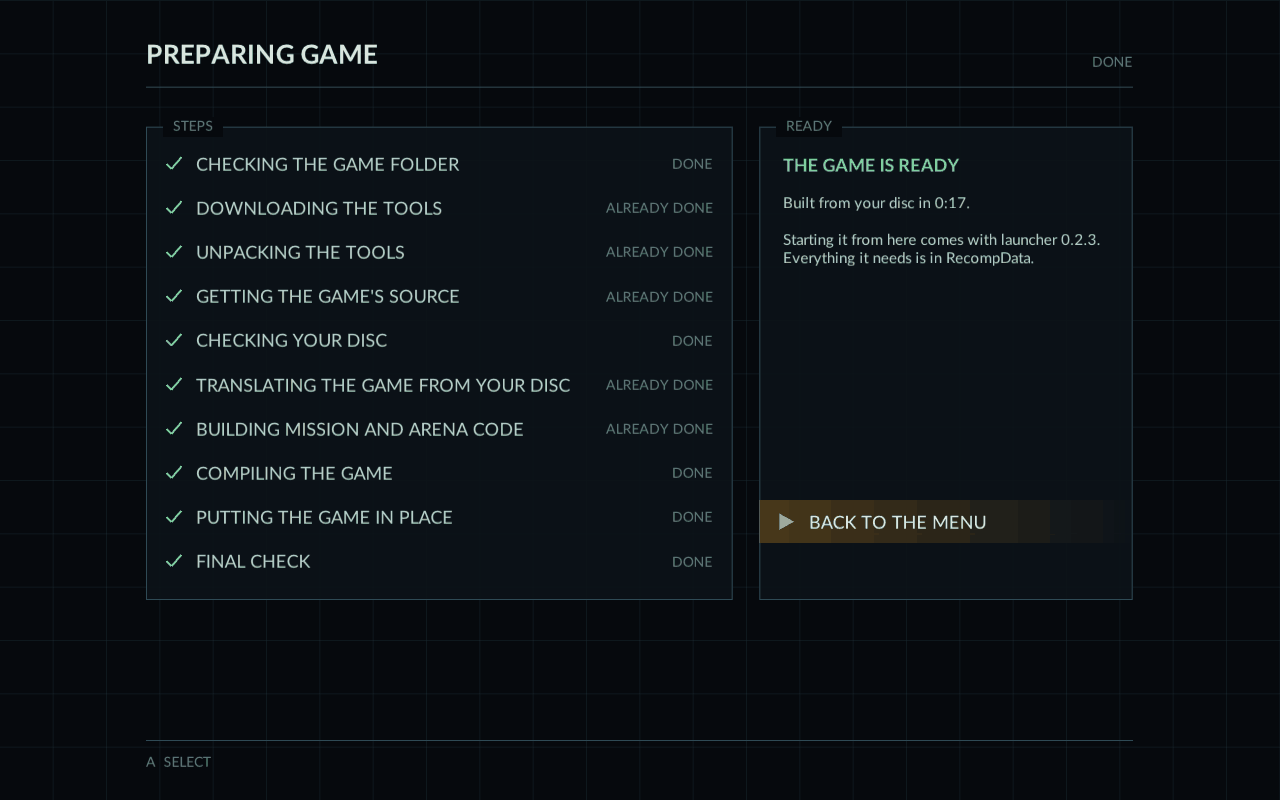 PREPARING GAME
DONE
STEPS
CHECKING THE GAME FOLDER DONE
DOWNLOADING THE TOOLS ALREADY DONE
UNPACKING THE TOOLS ALREADY DONE
GETTING THE GAME'S SOURCE ALREADY DONE
CHECKING YOUR DISC DONE
TRANSLATING THE GAME FROM YOUR DISC ALREADY DONE
BUILDING MISSION AND ARENA CODE ALREADY DONE
COMPILING THE GAME DONE
PUTTING THE GAME IN PLACE DONE
FINAL CHECK DONE
READY
THE GAME IS READY
Built from your disc in 0:17.
Starting it from here comes with launcher 0.2.3.
Everything it needs is in RecompData.
BACK TO THE MENU
A SELECT